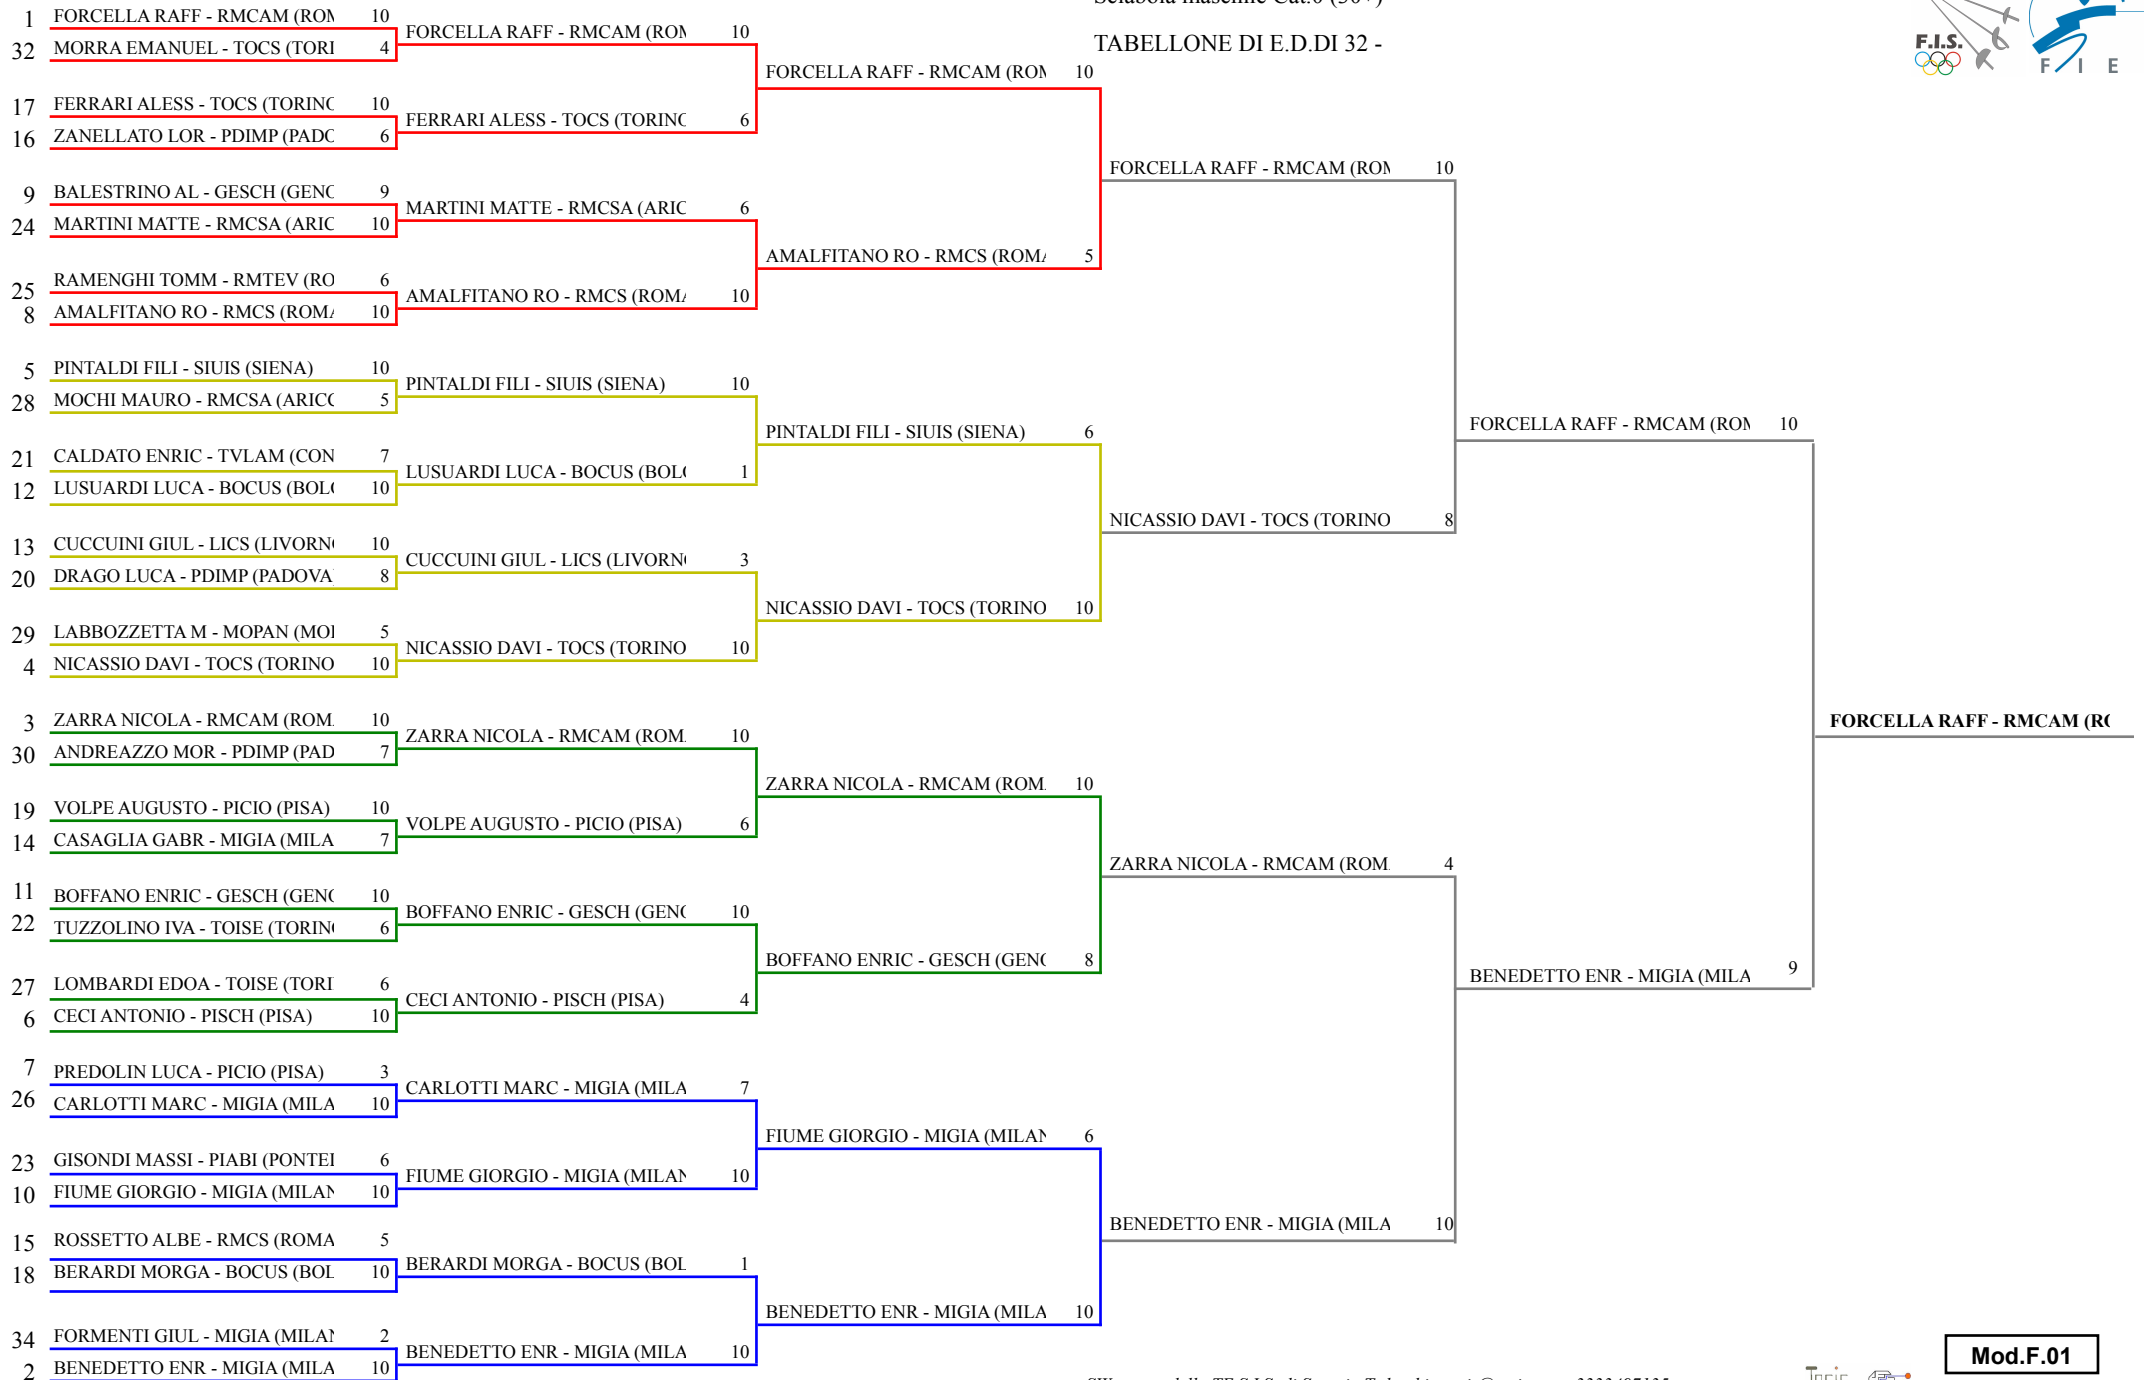 TABELLONE DI E.D.DI 32 -
F.I.S.
F I E
1 FORCELLA RAFF - RMCAM (ROM 10
32 MORRA EMANUEL - TOCS (TORI 4
17 FERRARI ALESS - TOCS (TORINO 10
16 ZANELLATO LOR - PDIMP (PADO 6
9 BALESTRINO AL - GESCH (GENO 9
24 MARTINI MATTE - RMCSA (ARIC 10
25 RAMENGHI TOMM - RMTEV (RO 6
8 AMALFITANO RO - RMCS (ROMA 10
5 PINTALDI FILI - SIUIS (SIENA) 10
28 MOCHI MAURO - RMCSA (ARICC 5
21 CALDATO ENRIC - TVLAM (CON 7
12 LUSUARDI LUCA - BOCUS (BOLO 10
13 CUCCUINI GIUL - LICS (LIVORNO 10
20 DRAGO LUCA - PDIMP (PADOVA) 8
29 LABBOZZETTA M - MOPAN (MOI 5
4 NICASSIO DAVI - TOCS (TORINO 10
3 ZARRA NICOLA - RMCAM (ROM. 10
30 ANDREAZZO MOR - PDIMP (PAD 7
19 VOLPE AUGUSTO - PICIO (PISA) 10
14 CASAGLIA GABR - MIGIA (MILA 7
11 BOFFANO ENRIC - GESCH (GENO 10
22 TUZZOLINO IVA - TOISE (TORINO 6
27 LOMBARDI EDOA - TOISE (TORI 6
6 CECI ANTONIO - PISCH (PISA) 10
7 PREDOLIN LUCA - PICIO (PISA) 3
26 CARLOTTI MARC - MIGIA (MILA 10
23 GISONDI MASSI - PIABI (PONTEI 6
10 FIUME GIORGIO - MIGIA (MILAN 10
15 ROSSETTO ALBE - RMCS (ROMA 5
18 BERARDI MORGA - BOCUS (BOL 10
34 FORMENTI GIUL - MIGIA (MILAN 2
2 BENEDETTO ENR - MIGIA (MILA 10
FORCELLA RAFF - RMCAM (ROM 10
FERRARI ALESS - TOCS (TORINO 6
MARTINI MATTE - RMCSA (ARIC 6
AMALFITANO RO - RMCS (ROMA 10
PINTALDI FILI - SIUIS (SIENA) 10
LUSUARDI LUCA - BOCUS (BOLO 1
CUCCUINI GIUL - LICS (LIVORNO 3
NICASSIO DAVI - TOCS (TORINO 10
ZARRA NICOLA - RMCAM (ROM. 10
VOLPE AUGUSTO - PICIO (PISA) 6
BOFFANO ENRIC - GESCH (GENO 10
CECI ANTONIO - PISCH (PISA) 4
CARLOTTI MARC - MIGIA (MILA 7
FIUME GIORGIO - MIGIA (MILAN 10
BERARDI MORGA - BOCUS (BOL 1
BENEDETTO ENR - MIGIA (MILA 10
FORCELLA RAFF - RMCAM (ROM 10
AMALFITANO RO - RMCS (ROMA 5
PINTALDI FILI - SIUIS (SIENA) 6
NICASSIO DAVI - TOCS (TORINO 10
ZARRA NICOLA - RMCAM (ROM. 10
BOFFANO ENRIC - GESCH (GENO 8
FIUME GIORGIO - MIGIA (MILAN 6
BENEDETTO ENR - MIGIA (MILA 10
FORCELLA RAFF - RMCAM (ROM 10
NICASSIO DAVI - TOCS (TORINO 8
ZARRA NICOLA - RMCAM (ROM. 4
BENEDETTO ENR - MIGIA (MILA 10
FORCELLA RAFF - RMCAM (ROM 10
BENEDETTO ENR - MIGIA (MILA 9
FORCELLA RAFF - RMCAM (RO
Mod.F.01